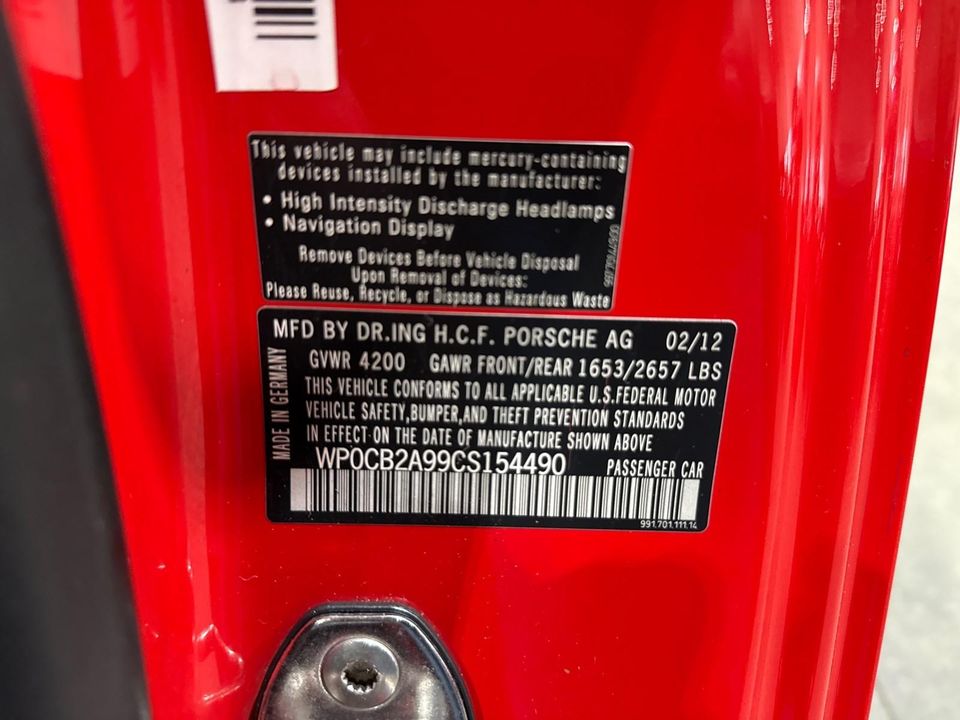 This vehicle may include mercury-containing
devices installed by the manufacturer:
• High Intensity Discharge Headlamps
• Navigation Display
Remove Devices Before Vehicle Disposal
Upon Removal of Devices:
Please Reuse, Recycle, or Dispose as Hazardous Waste
MFD BY DR.ING H.C.F. PORSCHE AG 02/12
GVWR 4200 GAWR FRONT/REAR 1653/2657 LBS
THIS VEHICLE CONFORMS TO ALL APPLICABLE U.S.FEDERAL MOTOR
VEHICLE SAFETY,BUMPER,AND THEFT PREVENTION STANDARDS
IN EFFECT ON THE DATE OF MANUFACTURE SHOWN ABOVE
WP0CB2A99CS154490 PASSENGER CAR
991.701.111.14
MADE IN GERMANY